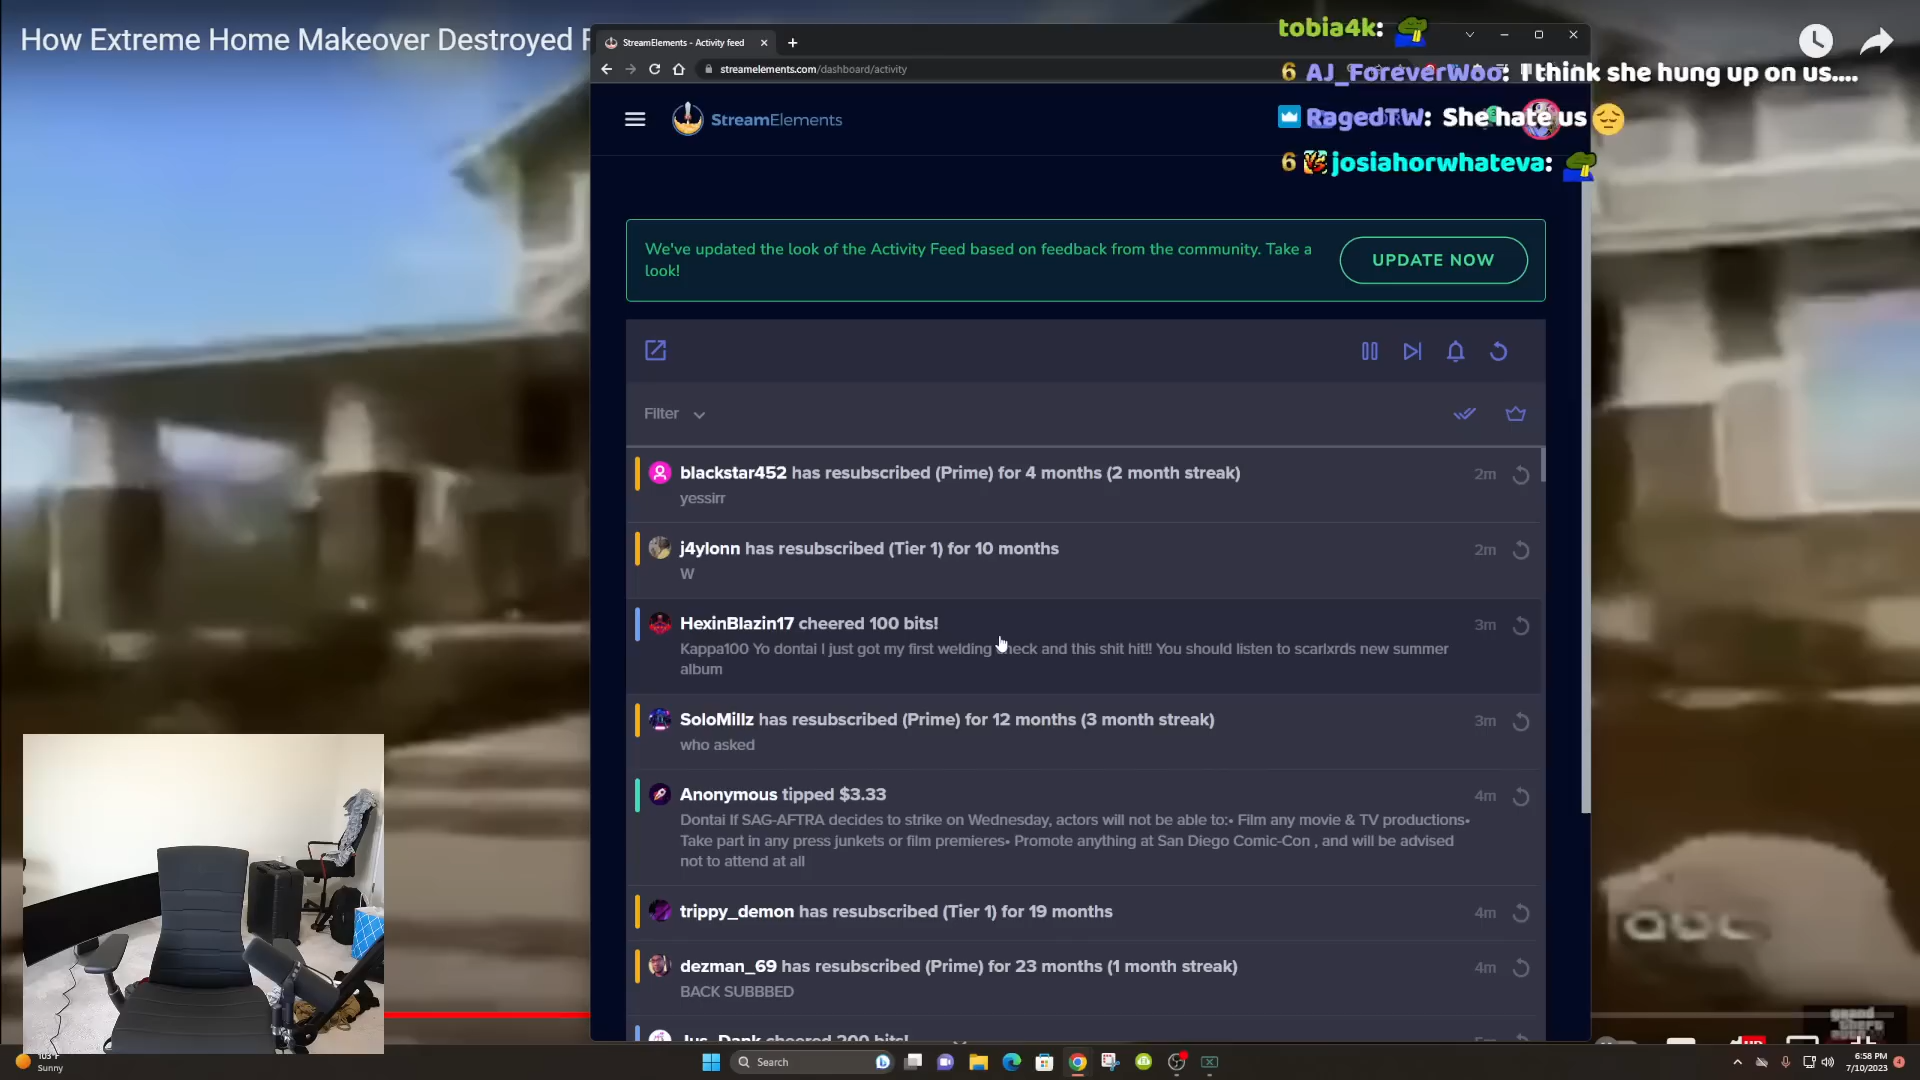 How Extreme Home Makeover Destroyed
StreamElements - Activity feed
streamelements.com/dashboard/activity
tobia4k:
6 AJ_ForeverWoo: I think she hung up on us....
RagedTW: She hate us
6 josiahorwhateva:
StreamElements
We've updated the look of the Activity Feed based on feedback from the community. Take a
look!
UPDATE NOW
Filter
blackstar452 has resubscribed (Prime) for 4 months (2 month streak)
2m
yessirr
j4ylonn has resubscribed (Tier 1) for 10 months
2m
W
HexinBlazin17 cheered 100 bits!
3m
Kappa100 Yo dontai I just got my first welding check and this shit hit!! You should listen to scarlxrds new summer
album
SoloMillz has resubscribed (Prime) for 12 months (3 month streak)
3m
who asked
Anonymous tipped $3.33
4m
Dontai If SAG-AFTRA decides to strike on Wednesday, actors will not be able to:• Film any movie & TV productions•
Take part in any press junkets or film premieres• Promote anything at San Diego Comic-Con , and will be advised
not to attend at all
trippy_demon has resubscribed (Tier 1) for 19 months
4m
dezman_69 has resubscribed (Prime) for 23 months (1 month streak)
4m
BACK SUBBBED
Jus_Dank cheered 200 bits!
5m
abc
grand
theft
103°F
Sunny
Search
6:58 PM
7/10/2023
4